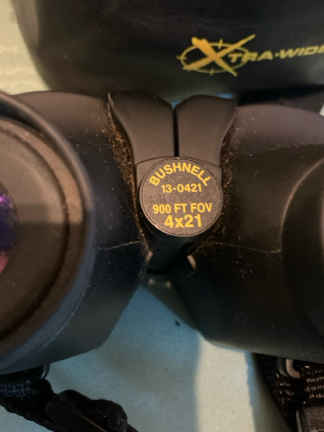 XTRA-WIDE
BUSHNELL
13-0421
900 FT FOV
4x21